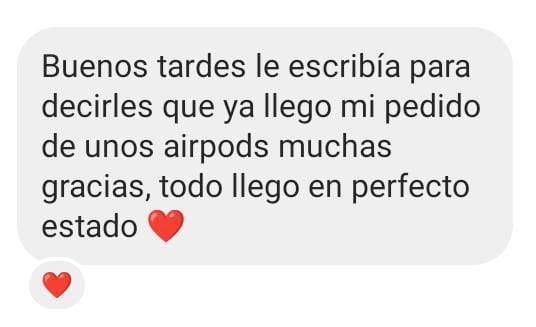 Buenos tardes le escribía para
decirles que ya llego mi pedido
de unos airpods muchas
gracias, todo llego en perfecto
estado ❤️
❤️